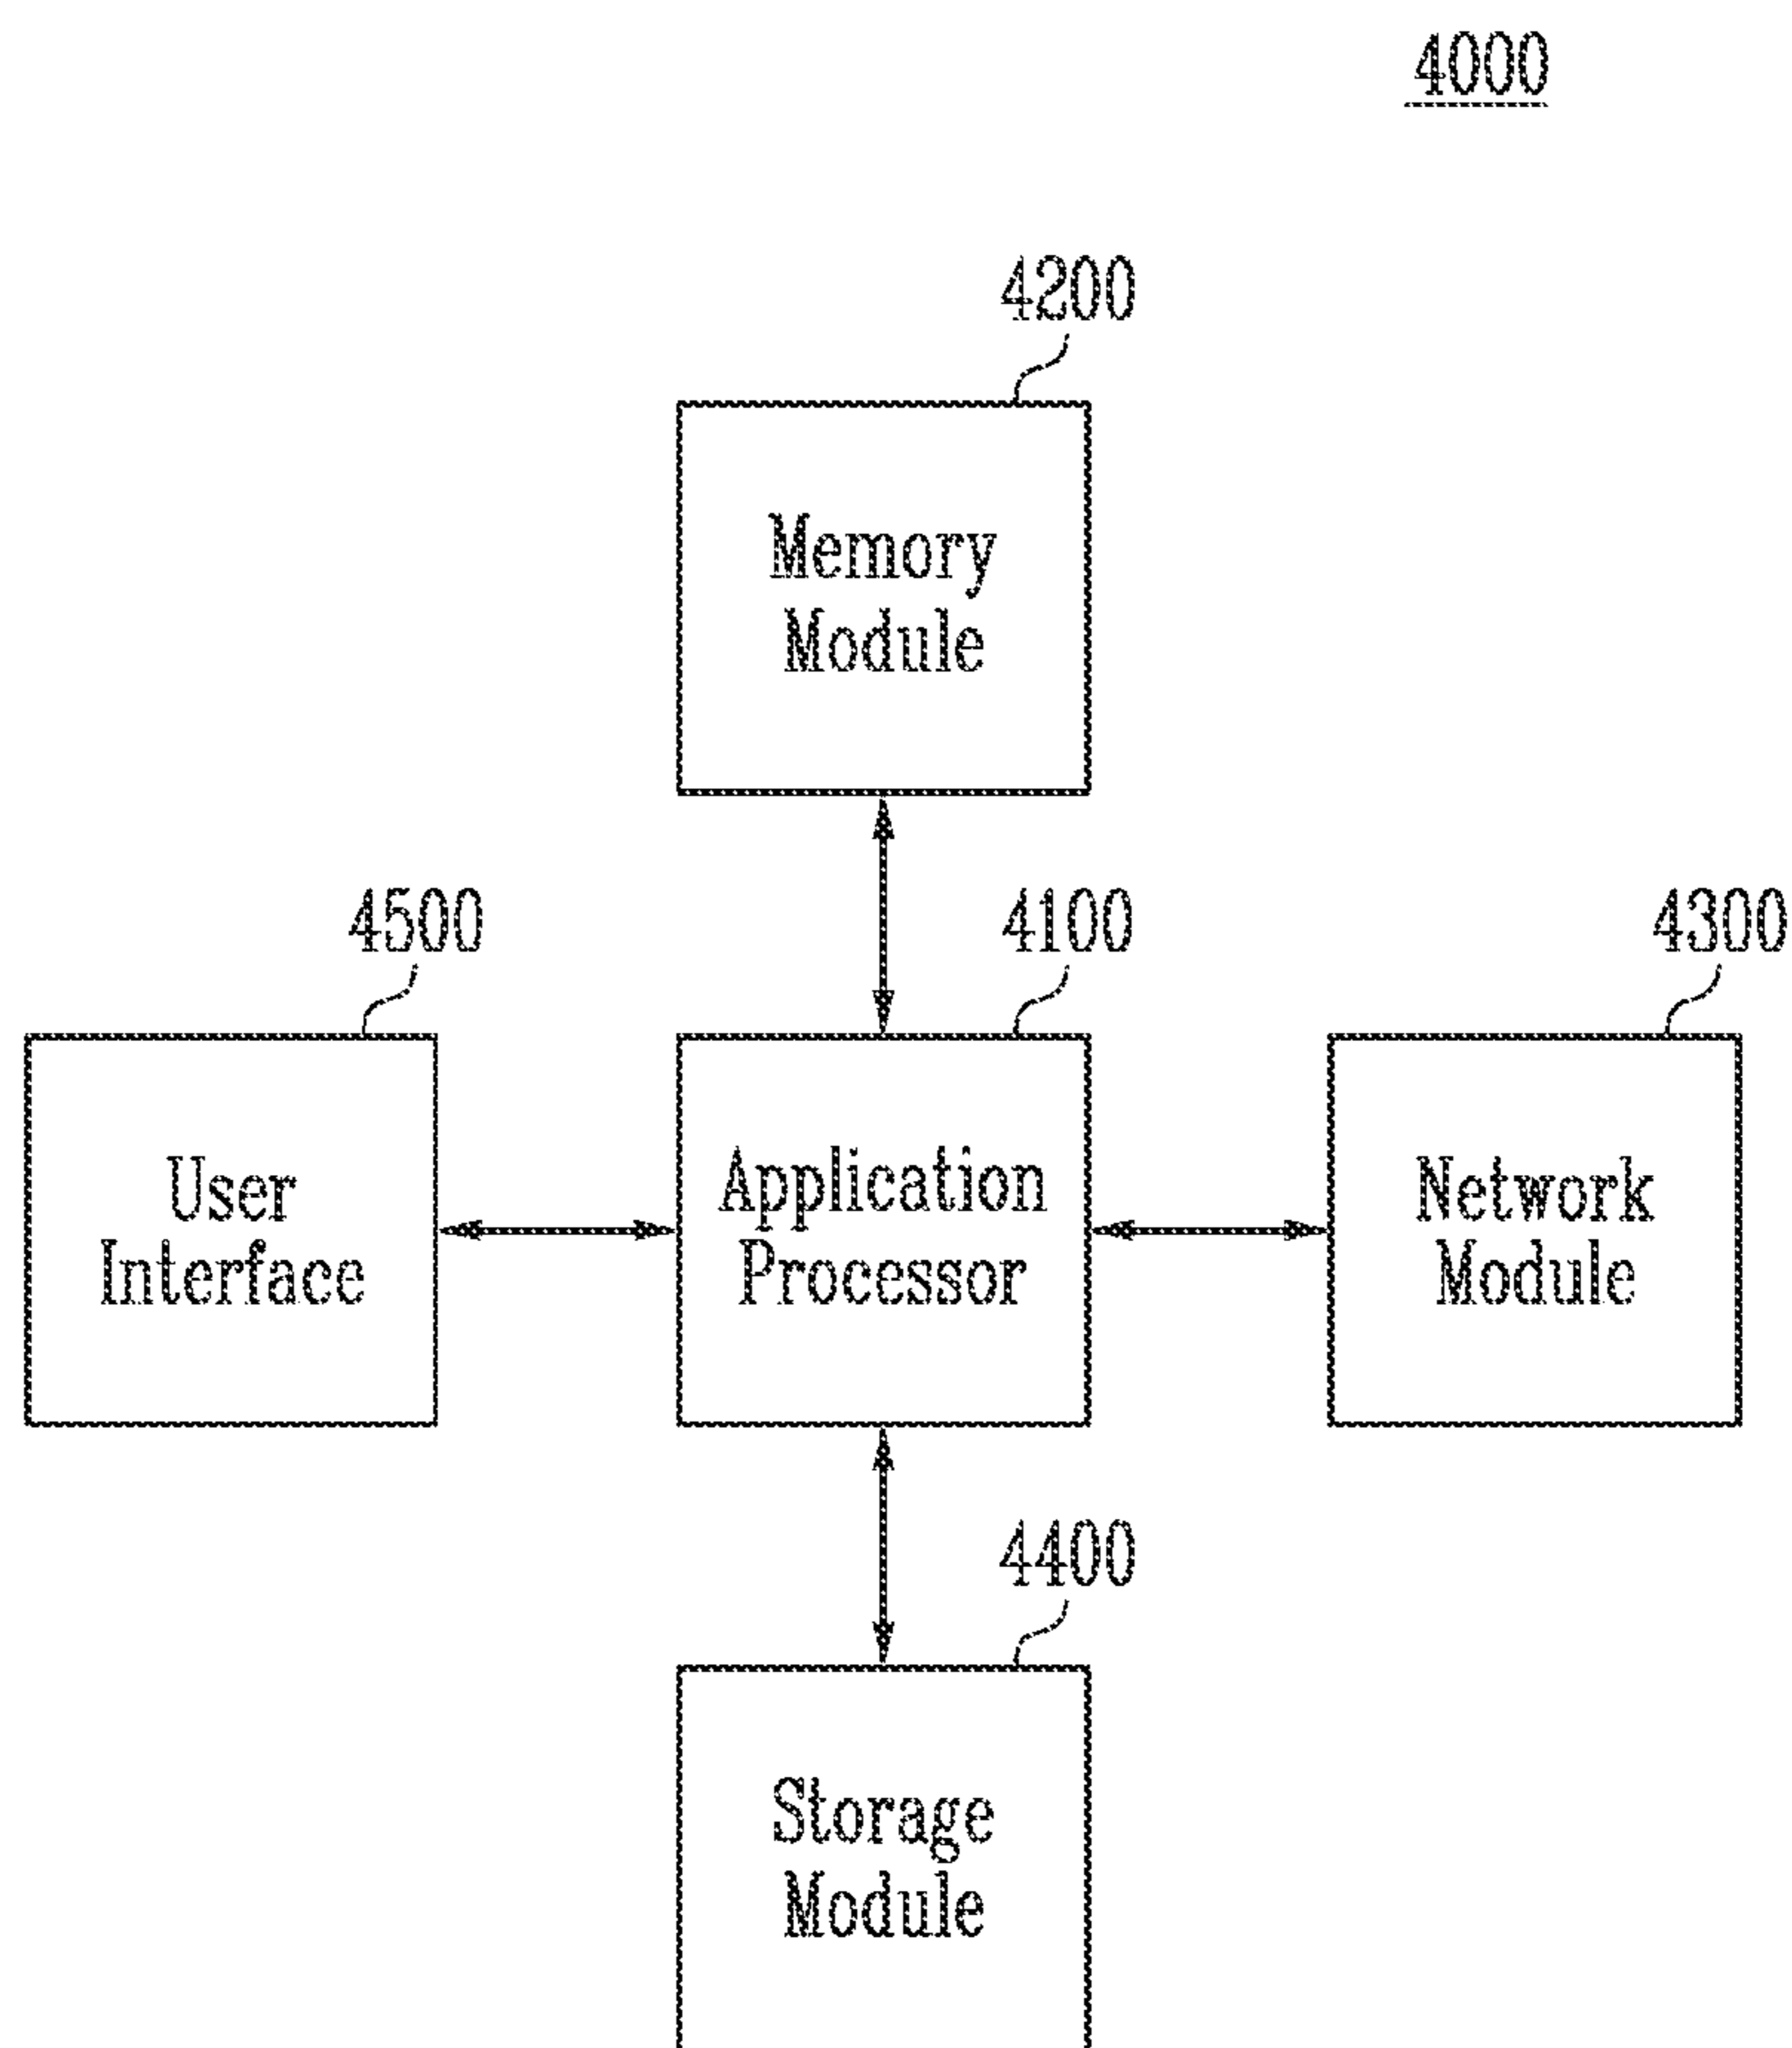 4000
4200
Memory
Module
4500
4100
4300
User
Interface
Application
Processor
Network
Module
4400
Storage
Module